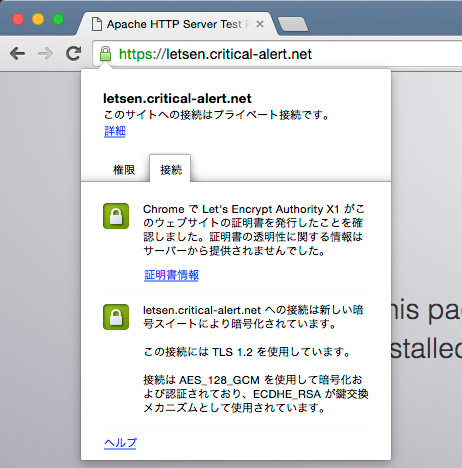 Apache HTTP Server Test P
https://letsen.critical-alert.net
letsen.critical-alert.net
このサイトへの接続はプライベート接続です。
詳細
権限 接続
Chrome で Let's Encrypt Authority X1 がこ
のウェブサイトの証明書を発行したことを確
認しました。証明書の透明性に関する情報は
サーバーから提供されませんでした。
証明書情報
letsen.critical-alert.net への接続は新しい暗
号スイートにより暗号化されています。
この接続には TLS 1.2 を使用しています。
接続は AES_128_GCM を使用して暗号化お
よび認証されており、ECDHE_RSA が鍵交換
メカニズムとして使用されています。
ヘルプ
his pa
stalled